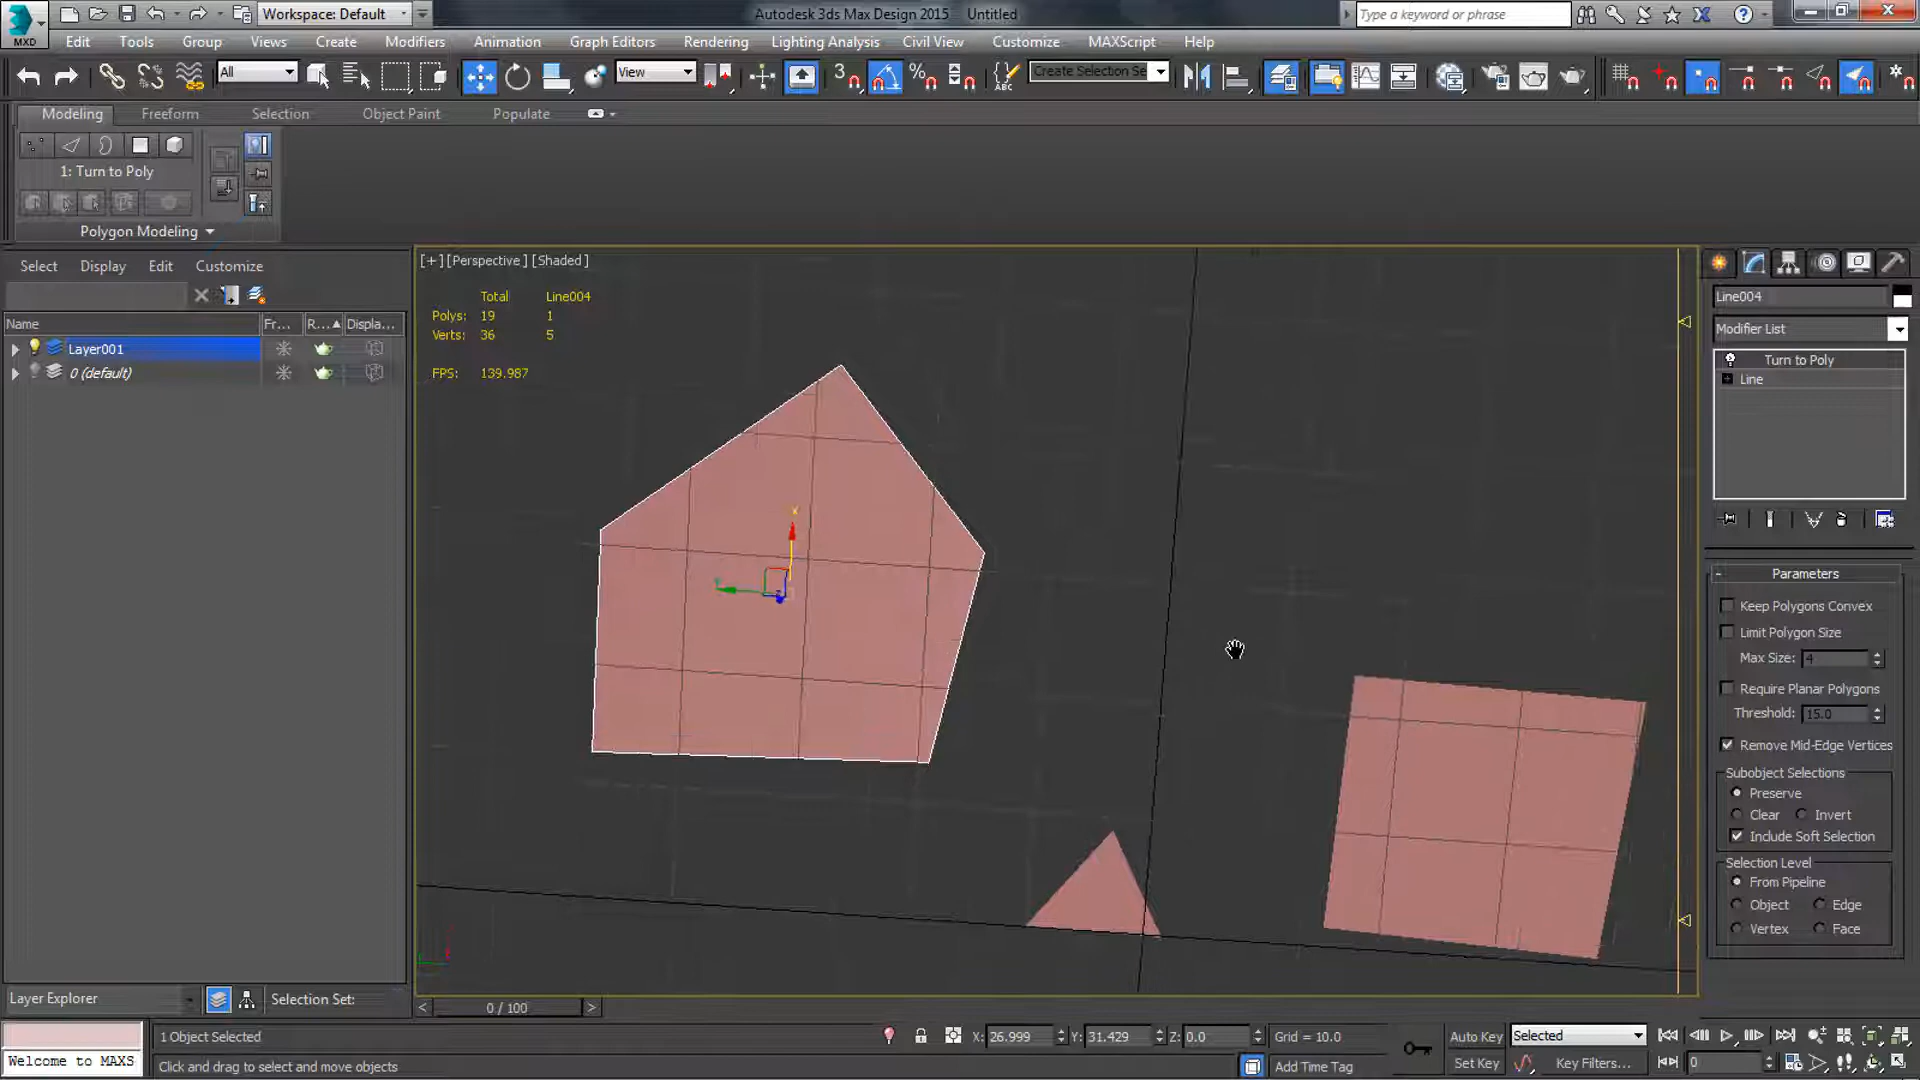 Workspace: Default
Autodesk 3ds Max Design 2015 Untitled
Type a keyword or phrase
MXD
Edit Tools Group Views Create Modifiers Animation Graph Editors Rendering Lighting Analysis Civil View Customize MAXScript Help
All
View
3
%
ABC
Create Selection Se
Modeling Freeform Selection Object Paint Populate
1: Turn to Poly
Polygon Modeling
Select Display Edit Customize
Name Fr... R... Displa...
Layer001
0 (default)
[+] [Perspective] [Shaded]
Total Line004
Polys: 19 1
Verts: 36 5
FPS: 139.987
Line004
Modifier List
Turn to Poly
Line
Parameters
Keep Polygons Convex
Limit Polygon Size
Max Size: 4
Require Planar Polygons
Threshold: 15.0
Remove Mid-Edge Vertices
Subobject Selections
Preserve
Clear Invert
Include Soft Selection
Selection Level
From Pipeline
Object Edge
Vertex Face
Layer Explorer
Selection Set:
0 / 100
1 Object Selected
X: 26.999 Y: 31.429 Z: 0.0
Grid = 10.0
Auto Key Selected
Welcome to MAXS
Click and drag to select and move objects
Add Time Tag
Set Key Key Filters...
0